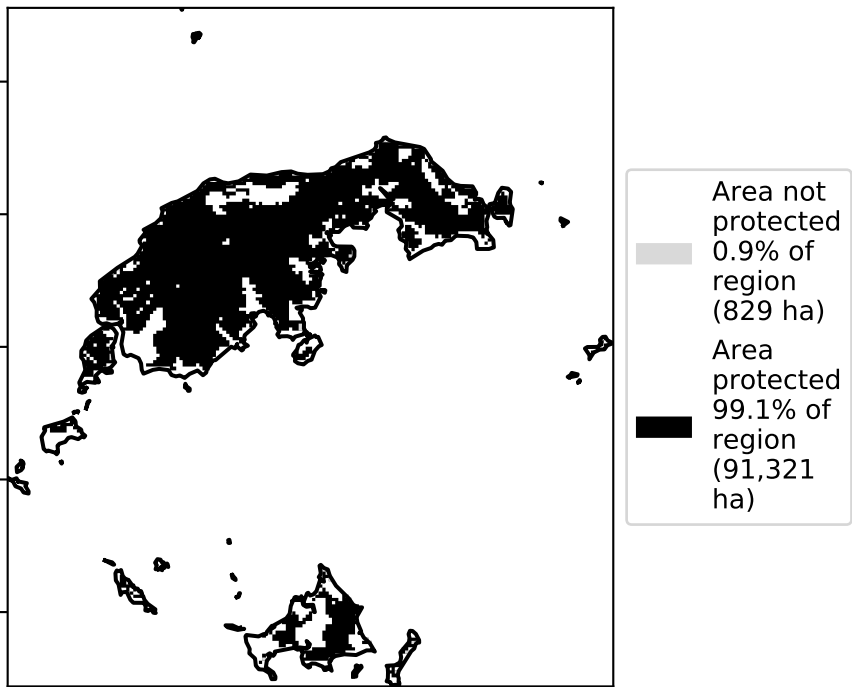 Area not
protected
0.9% of
region
(829 ha)
Area
protected
99.1% of
region
(91,321
ha)